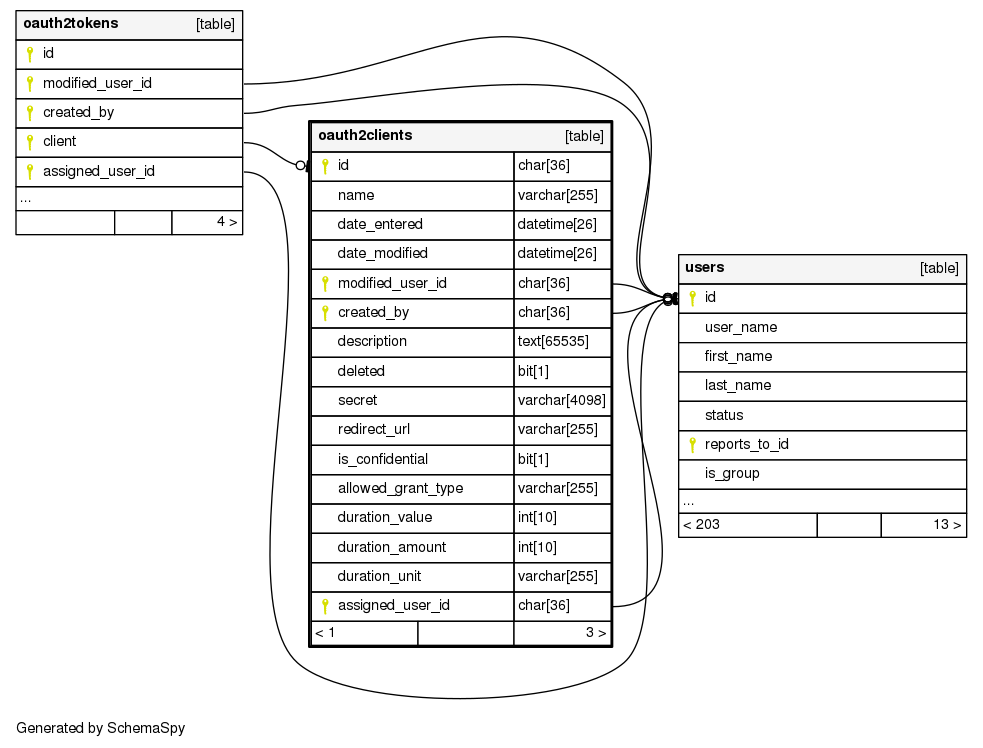 oauth2tokens [table]
id
modified_user_id
created_by
client
assigned_user_id
...
4 >
oauth2clients [table]
id char[36]
name varchar[255]
date_entered datetime[26]
date_modified datetime[26]
modified_user_id char[36]
created_by char[36]
description text[65535]
deleted bit[1]
secret varchar[4098]
redirect_url varchar[255]
is_confidential bit[1]
allowed_grant_type varchar[255]
duration_value int[10]
duration_amount int[10]
duration_unit varchar[255]
assigned_user_id char[36]
< 1 3 >
users [table]
id
user_name
first_name
last_name
status
reports_to_id
is_group
...
< 203 13 >
Generated by SchemaSpy